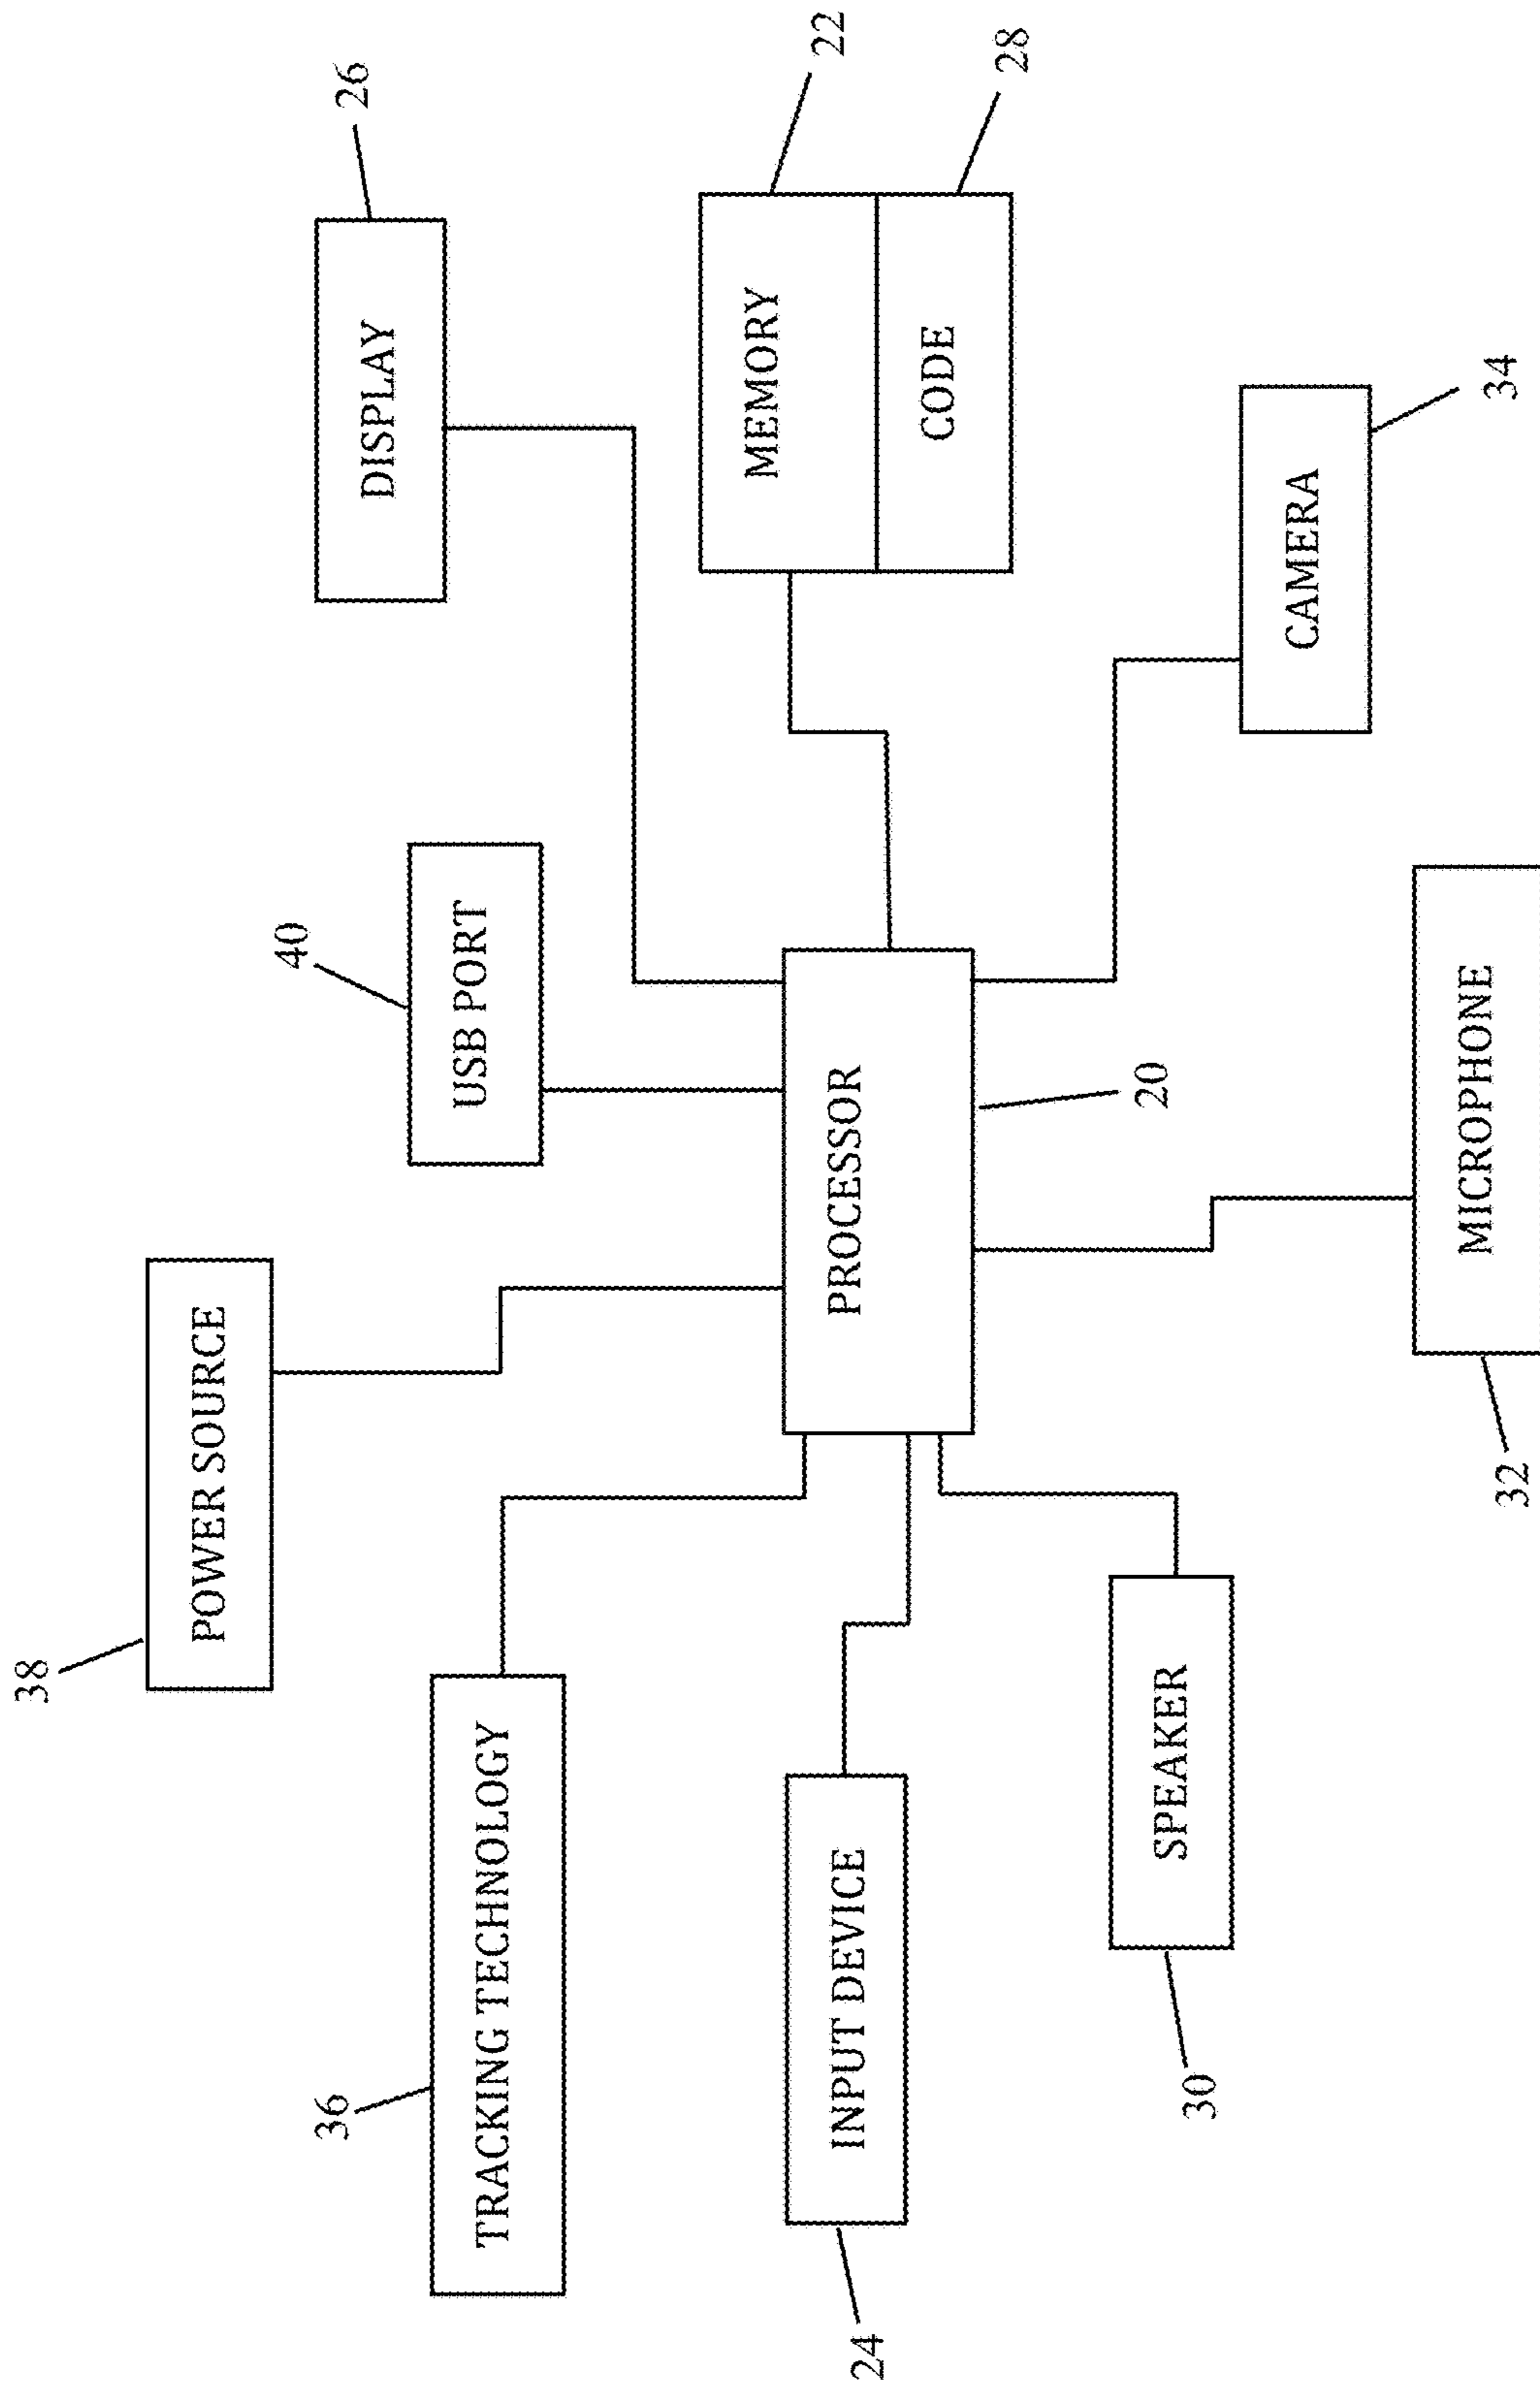 38
POWER SOURCE
36
40
26
DISPLAY
TRACKING TECHNOLOGY
USB PORT
MEMORY
22
24
INPUT DEVICE
PROCESSOR
CODE
28
20
30
SPEAKER
CAMERA
34
MICROPHONE
32